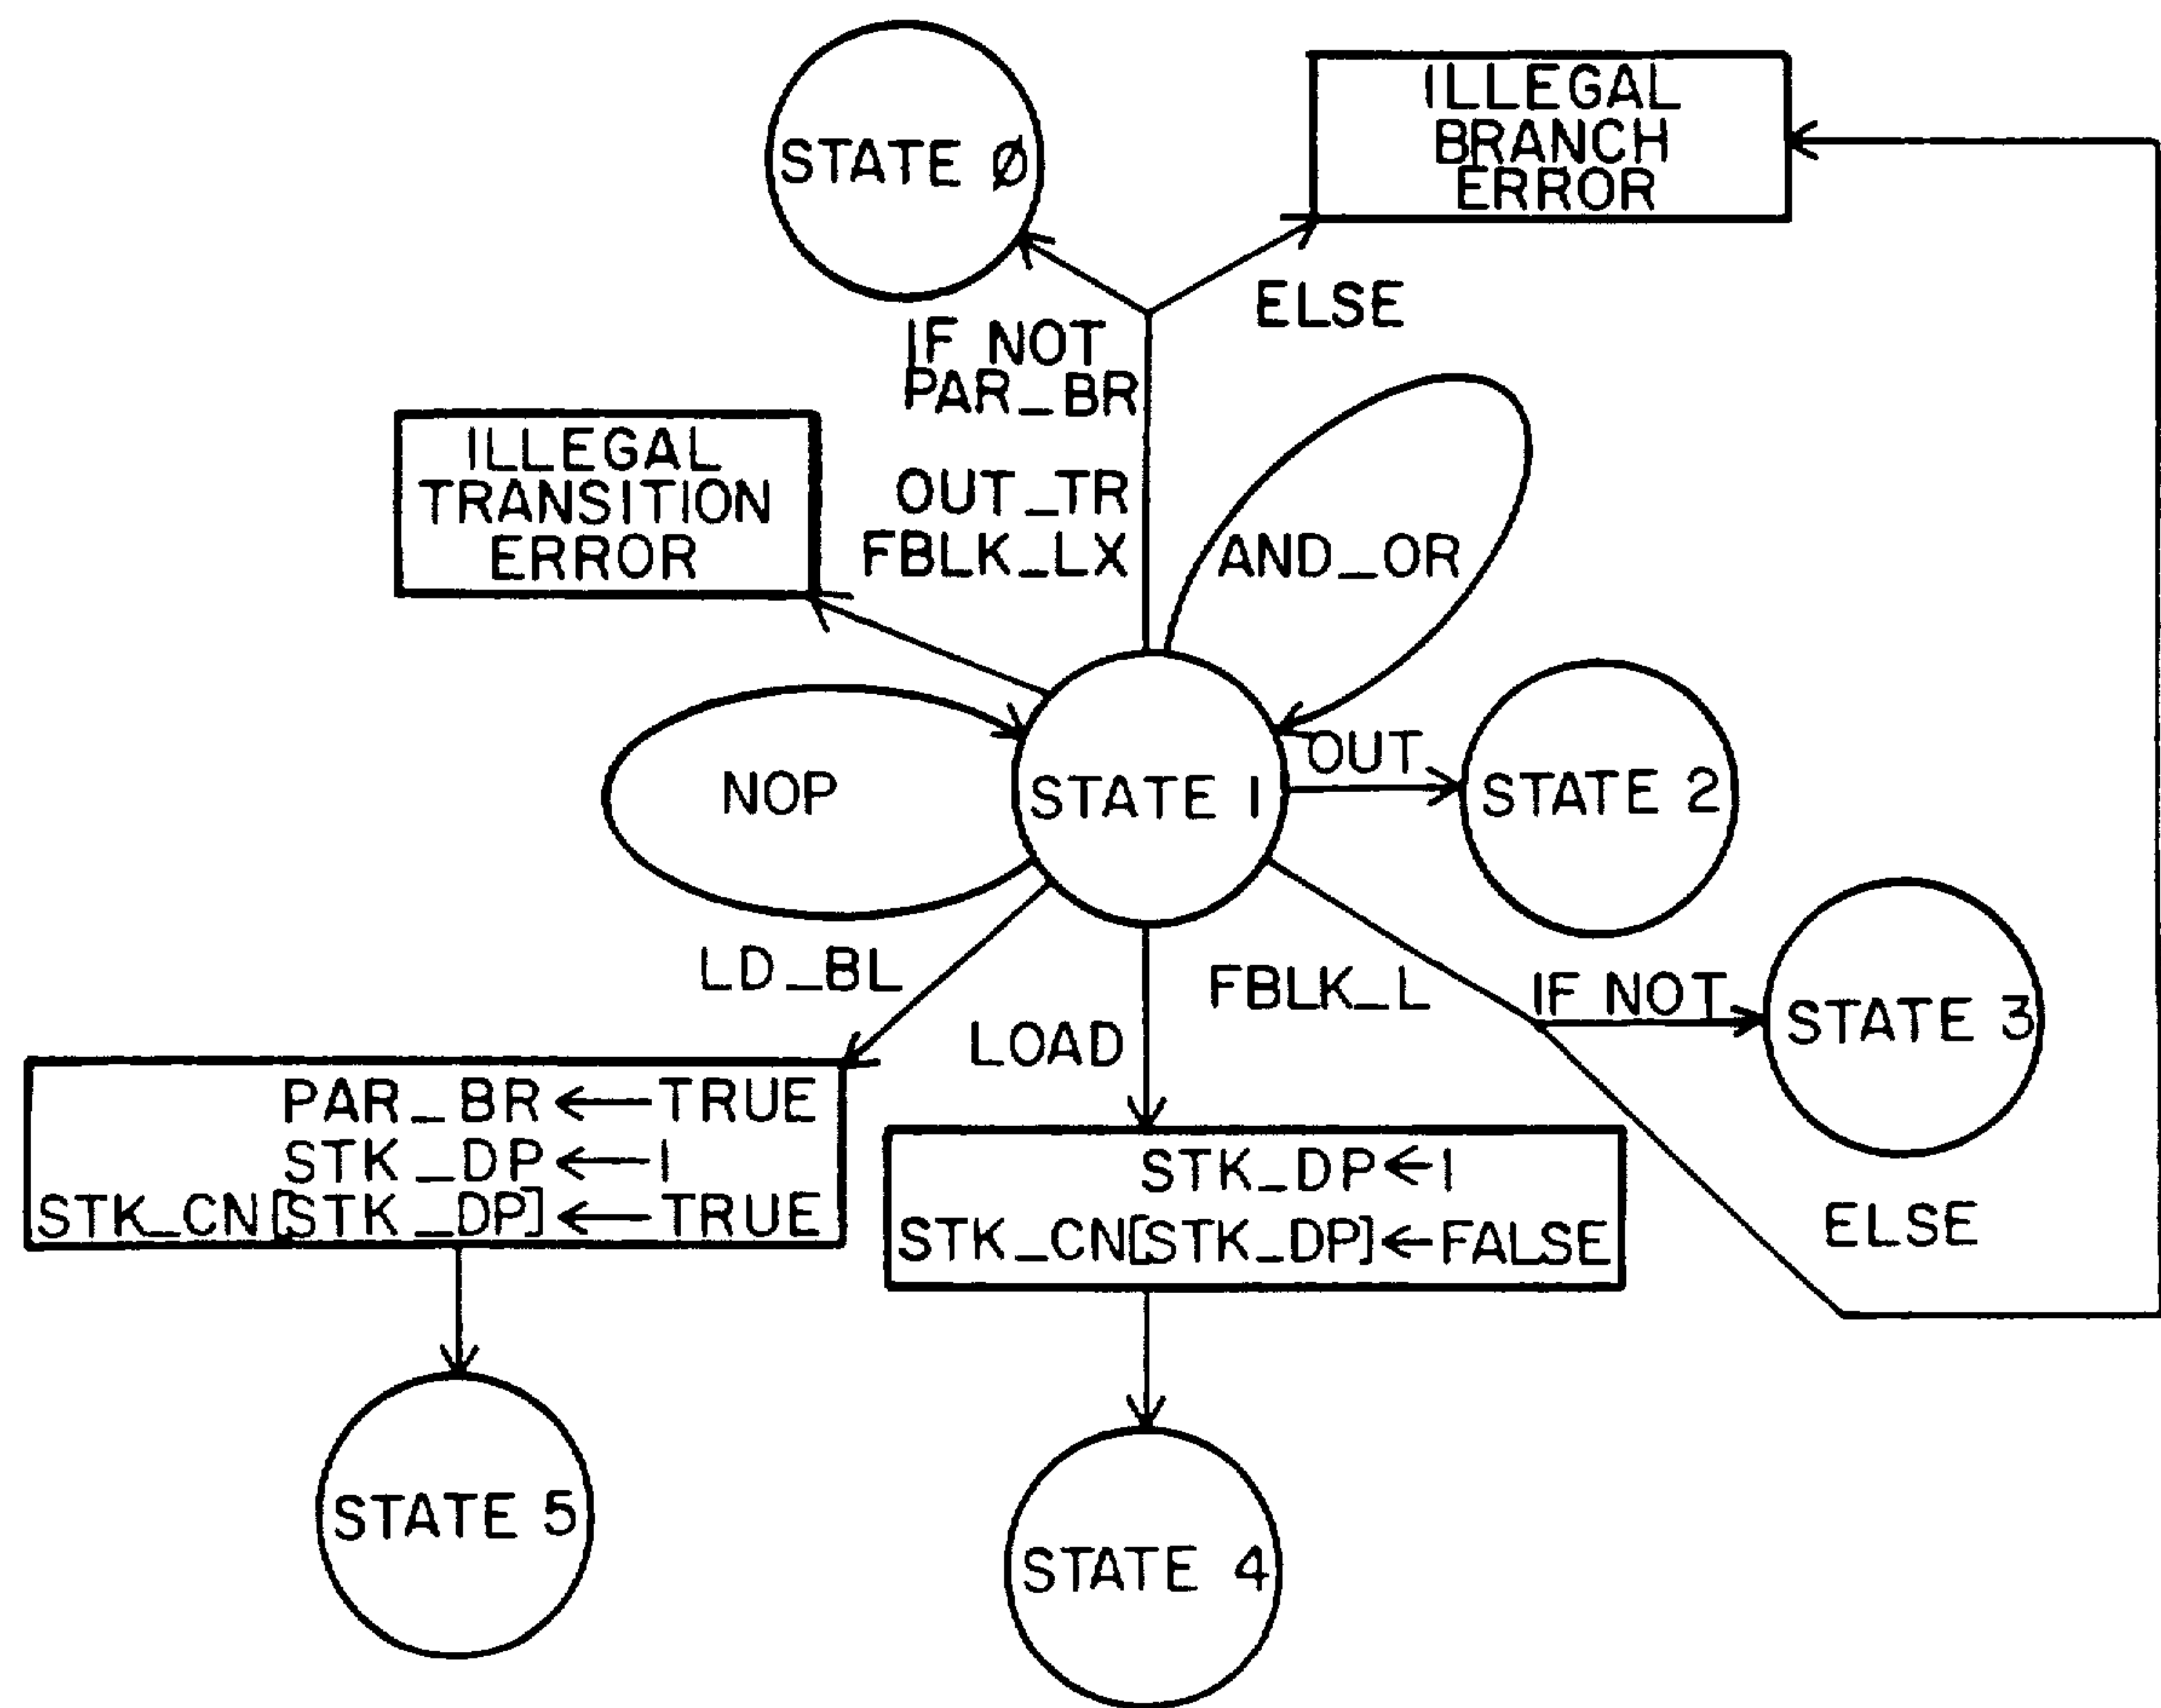 STATE Ø
ILLEGAL
BRANCH
ERROR
ELSE
IF NOT
PAR_BR
ILLEGAL
TRANSITION
ERROR
OUT_TR
FBLK_LX
AND_OR
OUT
NOP
STATE 1
STATE 2
LD_BL
FBLK_L
IF NOT
STATE 3
LOAD
PAR_BR ← TRUE
STK_DP ← 1
STK_CN[STK_DP] ← TRUE
STK_DP ← 1
STK_CN[STK_DP] ← FALSE
ELSE
STATE 5
STATE 4